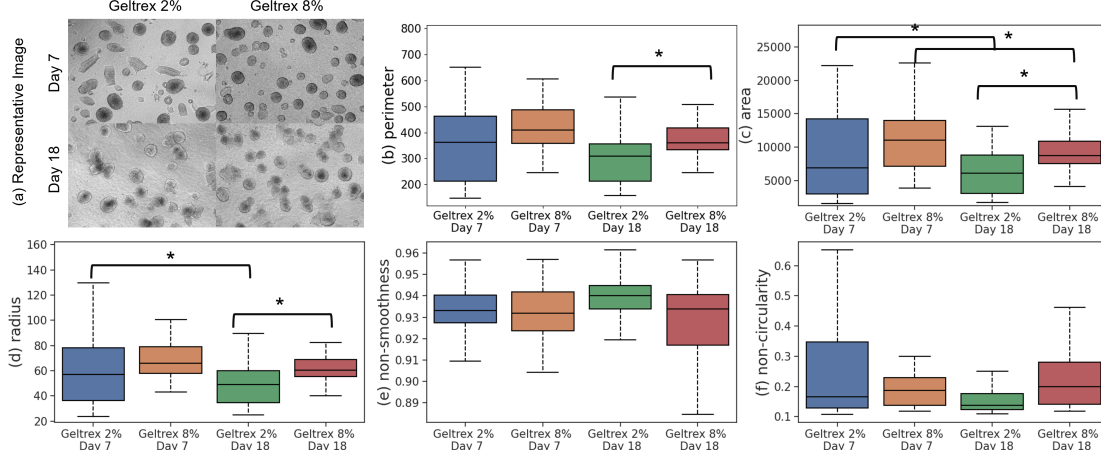 Geltrex 2% Geltrex 8%
(a) Representative Image
Day 7
Day 18
(b) perimeter
800
700
600
500
400
300
200
*
Geltrex 2% Geltrex 8% Geltrex 2% Geltrex 8%
Day 7 Day 7 Day 18 Day 18
(c) area
25000
20000
15000
10000
5000
*
*
*
Geltrex 2% Geltrex 8% Geltrex 2% Geltrex 8%
Day 7 Day 7 Day 18 Day 18
(d) radius
160
140
120
100
80
60
40
20
*
*
Geltrex 2% Geltrex 8% Geltrex 2% Geltrex 8%
Day 7 Day 7 Day 18 Day 18
(e) non-smoothness
0.96
0.95
0.94
0.93
0.92
0.91
0.90
0.89
Geltrex 2% Geltrex 8% Geltrex 2% Geltrex 8%
Day 7 Day 7 Day 18 Day 18
(f) non-circularity
0.6
0.5
0.4
0.3
0.2
0.1
Geltrex 2% Geltrex 8% Geltrex 2% Geltrex 8%
Day 7 Day 7 Day 18 Day 18